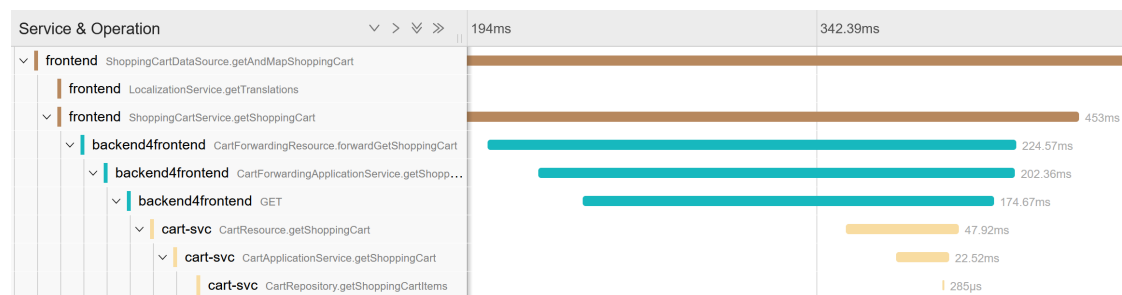 Service & Operation 194ms 342.39ms
frontend ShoppingCartDataSource.getAndMapShoppingCart
frontend LocalizationService.getTranslations
frontend ShoppingCartService.getShoppingCart 453ms
backend4frontend CartForwardingResource.forwardGetShoppingCart 224.57ms
backend4frontend CartForwardingApplicationService.getShopp... 202.36ms
backend4frontend GET 174.67ms
cart-svc CartResource.getShoppingCart 47.92ms
cart-svc CartApplicationService.getShoppingCart 22.52ms
cart-svc CartRepository.getShoppingCartItems 285μs